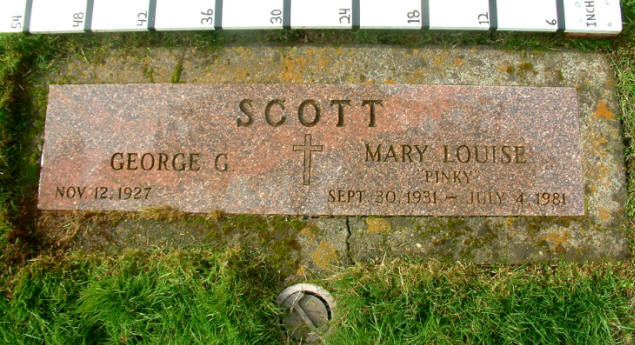 54 48 42 36 30 24 18 12 6 INCH
SCOTT
GEORGE G.
NOV. 12, 1927
MARY LOUISE
PINKY
SEPT. 30, 1931 – JULY 4, 1981